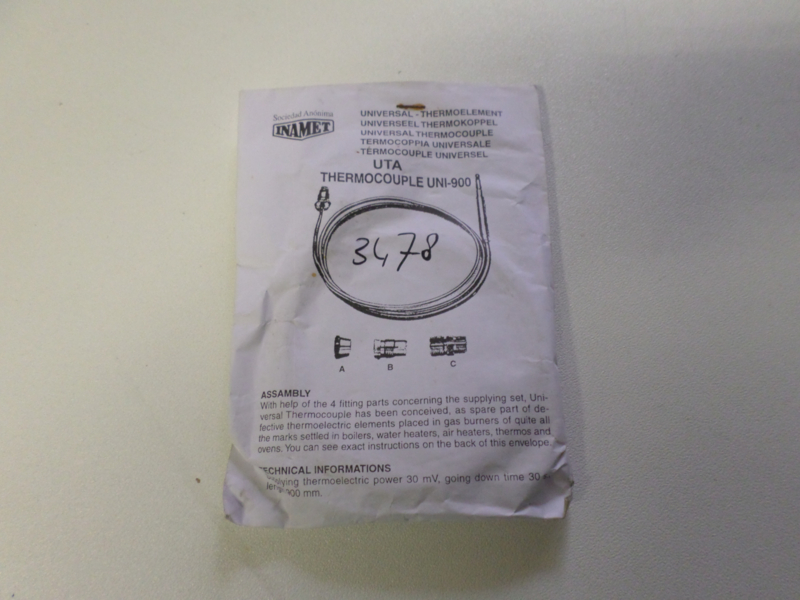 Sociedad Anónima
INAMET
UNIVERSAL - THERMOELEMENT
UNIVERSEEL THERMOKOPPEL
UNIVERSAL THERMOCOUPLE
TERMOCOPPIA UNIVERSALE
-TERMOCOUPLE UNIVERSEL
UTA
THERMOCOUPLE UNI-900
3478
A B C
ASSAMBLY
With help of the 4 fitting parts concerning the supplying set, Uni-
versal Thermocouple has been conceived, as spare part of de-
fective thermoelectric elements placed in gas burners of quite all
the marks settled in boilers, water heaters, air heaters, thermos and
ovens. You can see exact instructions on the back of this envelope.
ECHNICAL INFORMATIONS
thermoelectric power 30 mV, going down time 30
mm.